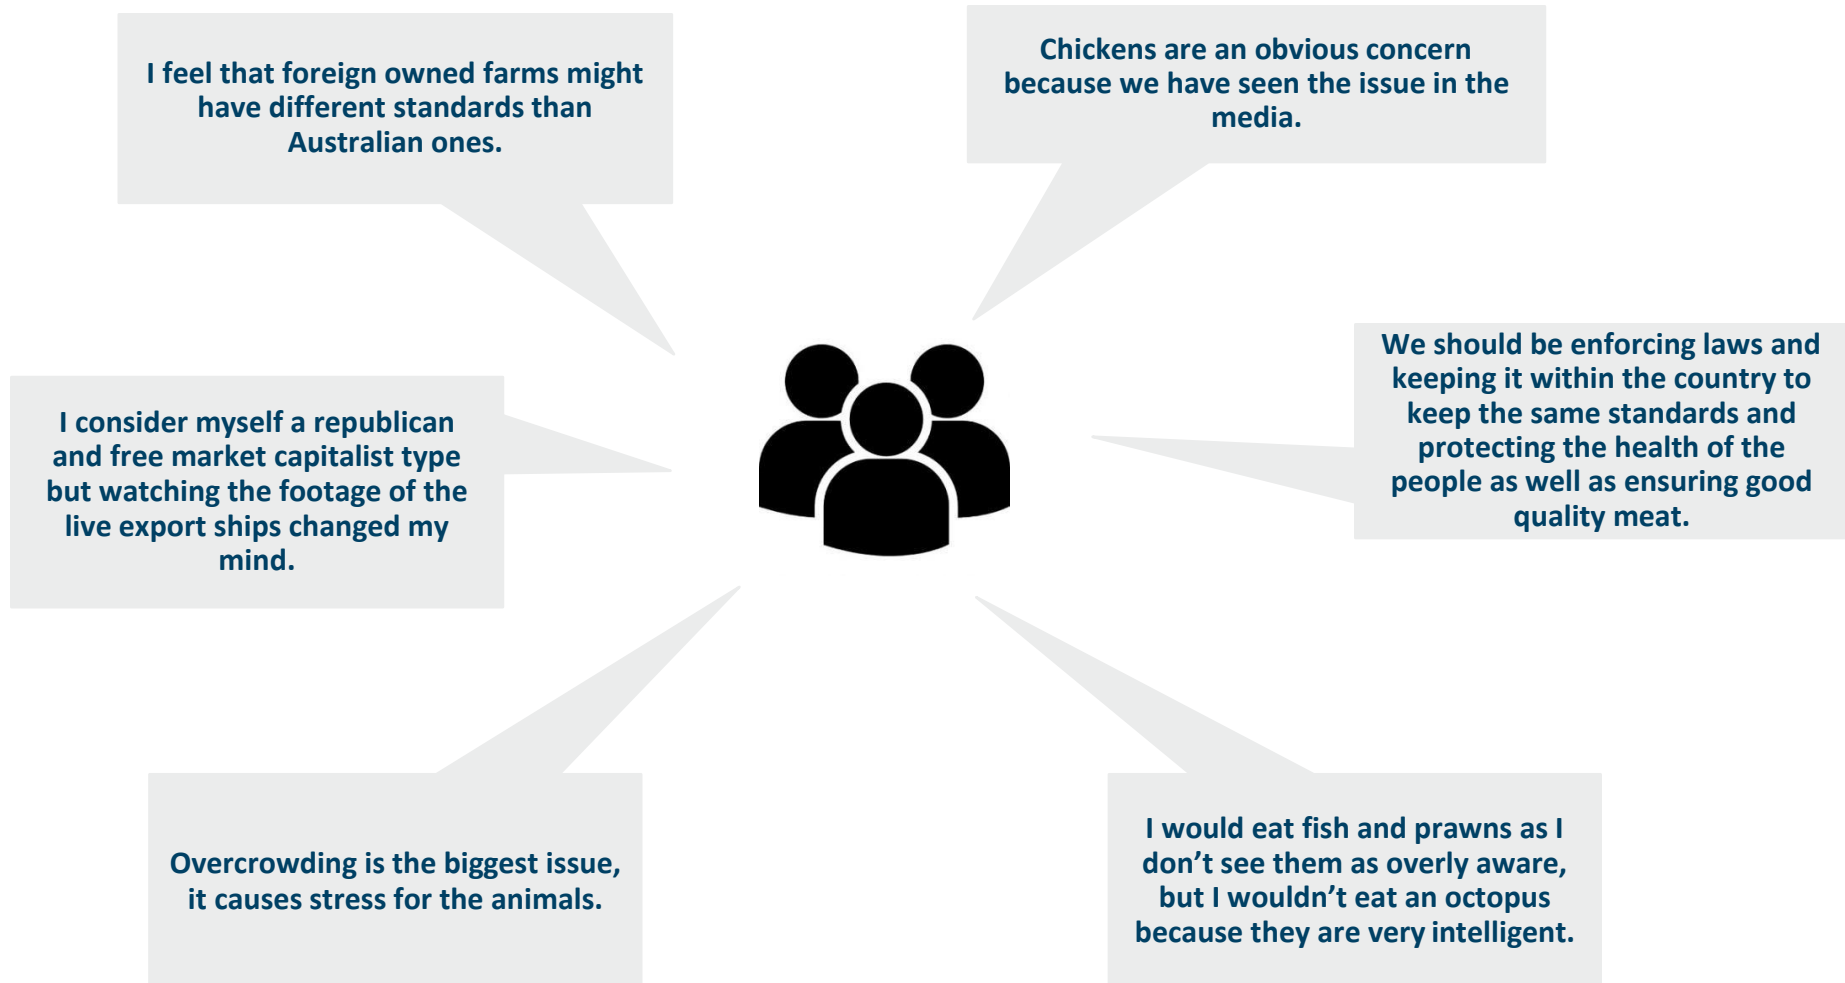 I feel that foreign owned farms might
have different standards than
Australian ones.
Chickens are an obvious concern
because we have seen the issue in the
media.
I consider myself a republican
and free market capitalist type
but watching the footage of the
live export ships changed my
mind.
We should be enforcing laws and
keeping it within the country to
keep the same standards and
protecting the health of the
people as well as ensuring good
quality meat.
Overcrowding is the biggest issue,
it causes stress for the animals.
I would eat fish and prawns as I
don’t see them as overly aware,
but I wouldn’t eat an octopus
because they are very intelligent.